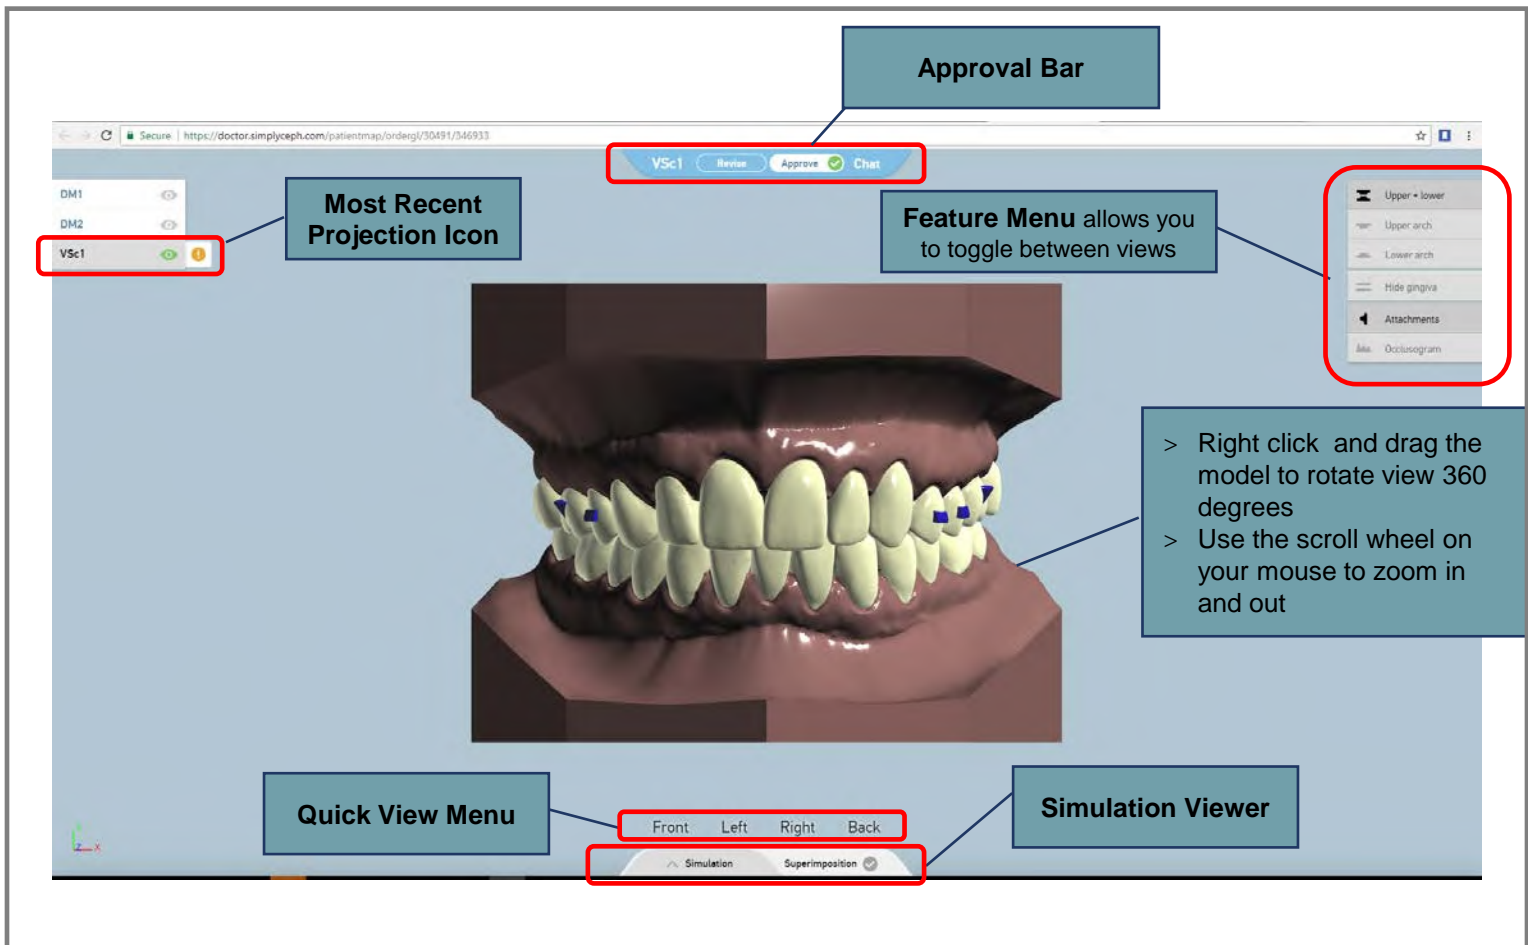 Approval Bar
Secure | https://doctor.simplyceph.com/patientmap/ordergl/30491/346933
VSc1 Revise Approve Chat
DM1
DM2
VSc1
Most Recent
Projection Icon
Feature Menu allows you
to toggle between views
Upper + lower
Upper arch
Lower arch
Hide gingiva
Attachments
Occlusogram
> Right click and drag the
model to rotate view 360
degrees
> Use the scroll wheel on
your mouse to zoom in
and out
Quick View Menu
Simulation Viewer
Front Left Right Back
Simulation Superimposition
Z X